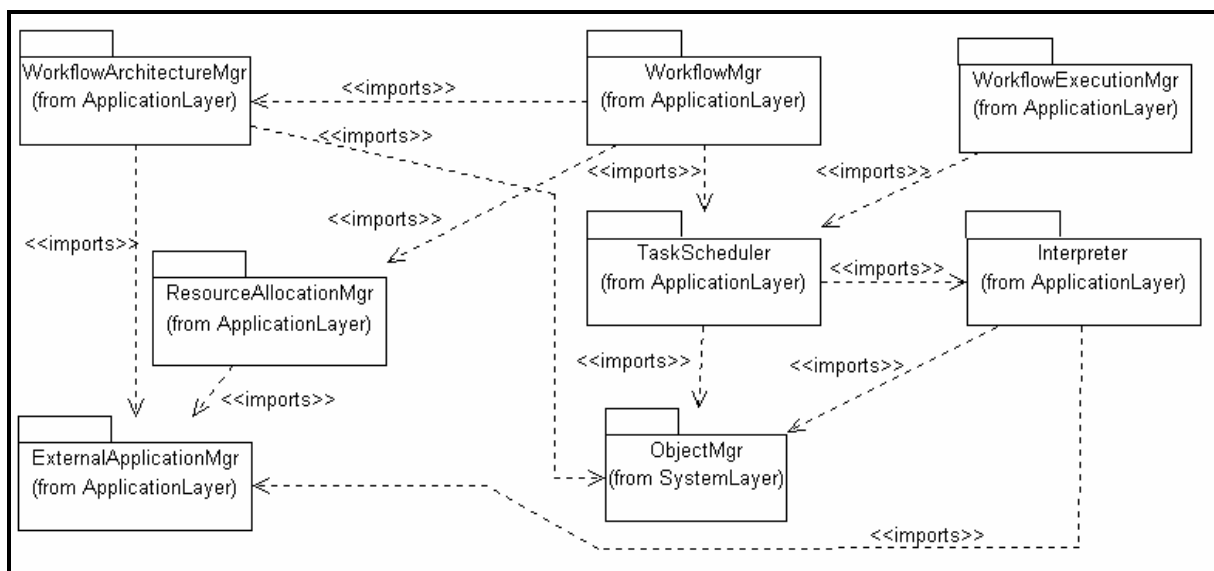 WorkflowArchitectureMgr
(from ApplicationLayer)
<<imports>>
WorkflowMgr
(from ApplicationLayer)
WorkflowExecutionMgr
(from ApplicationLayer)
<<imports>>
<<imports>>
<<imports>>
<<imports>>
<<imports>>
TaskScheduler
(from ApplicationLayer)
<<imports>>
Interpreter
(from ApplicationLayer)
ResourceAllocationMgr
(from ApplicationLayer)
<<imports>>
<<imports>>
<<imports>>
ExternalApplicationMgr
(from ApplicationLayer)
ObjectMgr
(from SystemLayer)
<<imports>>